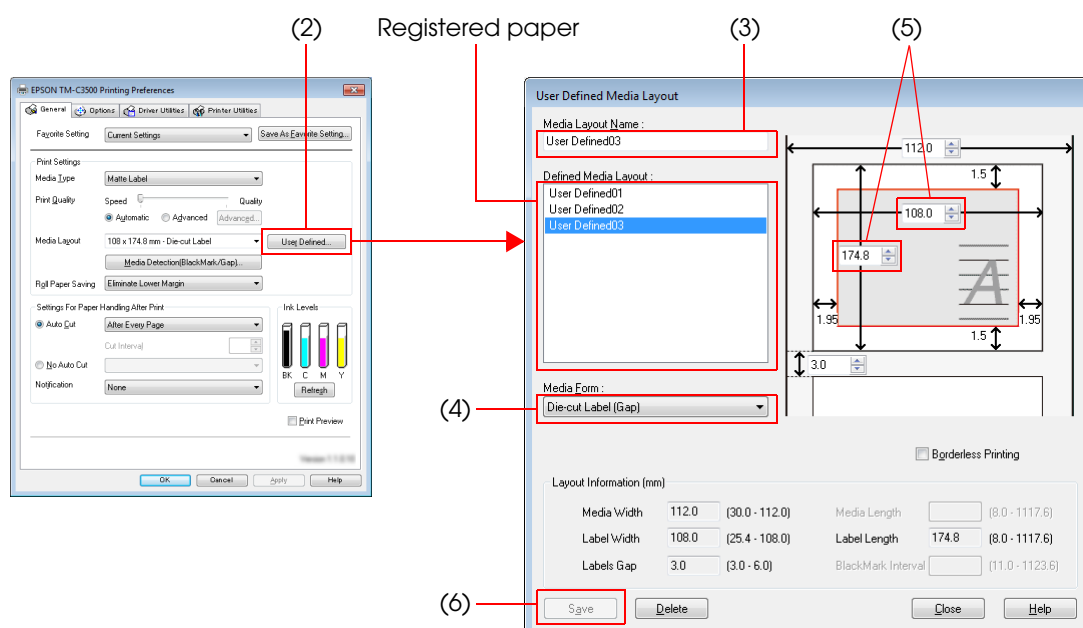 (2) Registered paper (3) (5)
EPSON TM-C3500 Printing Preferences
General Options Driver Utilities Printer Utilities
Favorite Setting Current Settings Save As Favorite Setting...
Print Settings
Media Type Matte Label
Print Quality Speed Quality
Automatic Advanced Advanced...
Media Layout 108 x 174.8 mm - Die-cut Label User Defined...
Media Detection(BlackMark/Gap)...
Roll Paper Saving Eliminate Lower Margin
Settings For Paper Handling After Print
Auto Cut After Every Page
Cut Interval
No Auto Cut
Notification None
Ink Levels
BK C M Y
Refresh
Print Preview
OK Cancel Apply Help
User Defined Media Layout
Media Layout Name :
User Defined03
Defined Media Layout :
User Defined01
User Defined02
User Defined03
112.0
1.5
108.0
174.8
A
1.95 1.95
1.5
3.0
(4)
Media Form :
Die-cut Label (Gap)
Borderless Printing
Layout Information (mm)
Media Width 112.0 (30.0 - 112.0) Media Length (8.0 - 1117.6)
Label Width 108.0 (25.4 - 108.0) Label Length 174.8 (8.0 - 1117.6)
Labels Gap 3.0 (3.0 - 6.0) BlackMark Interval (11.0 - 1123.6)
(6) Save Delete Close Help